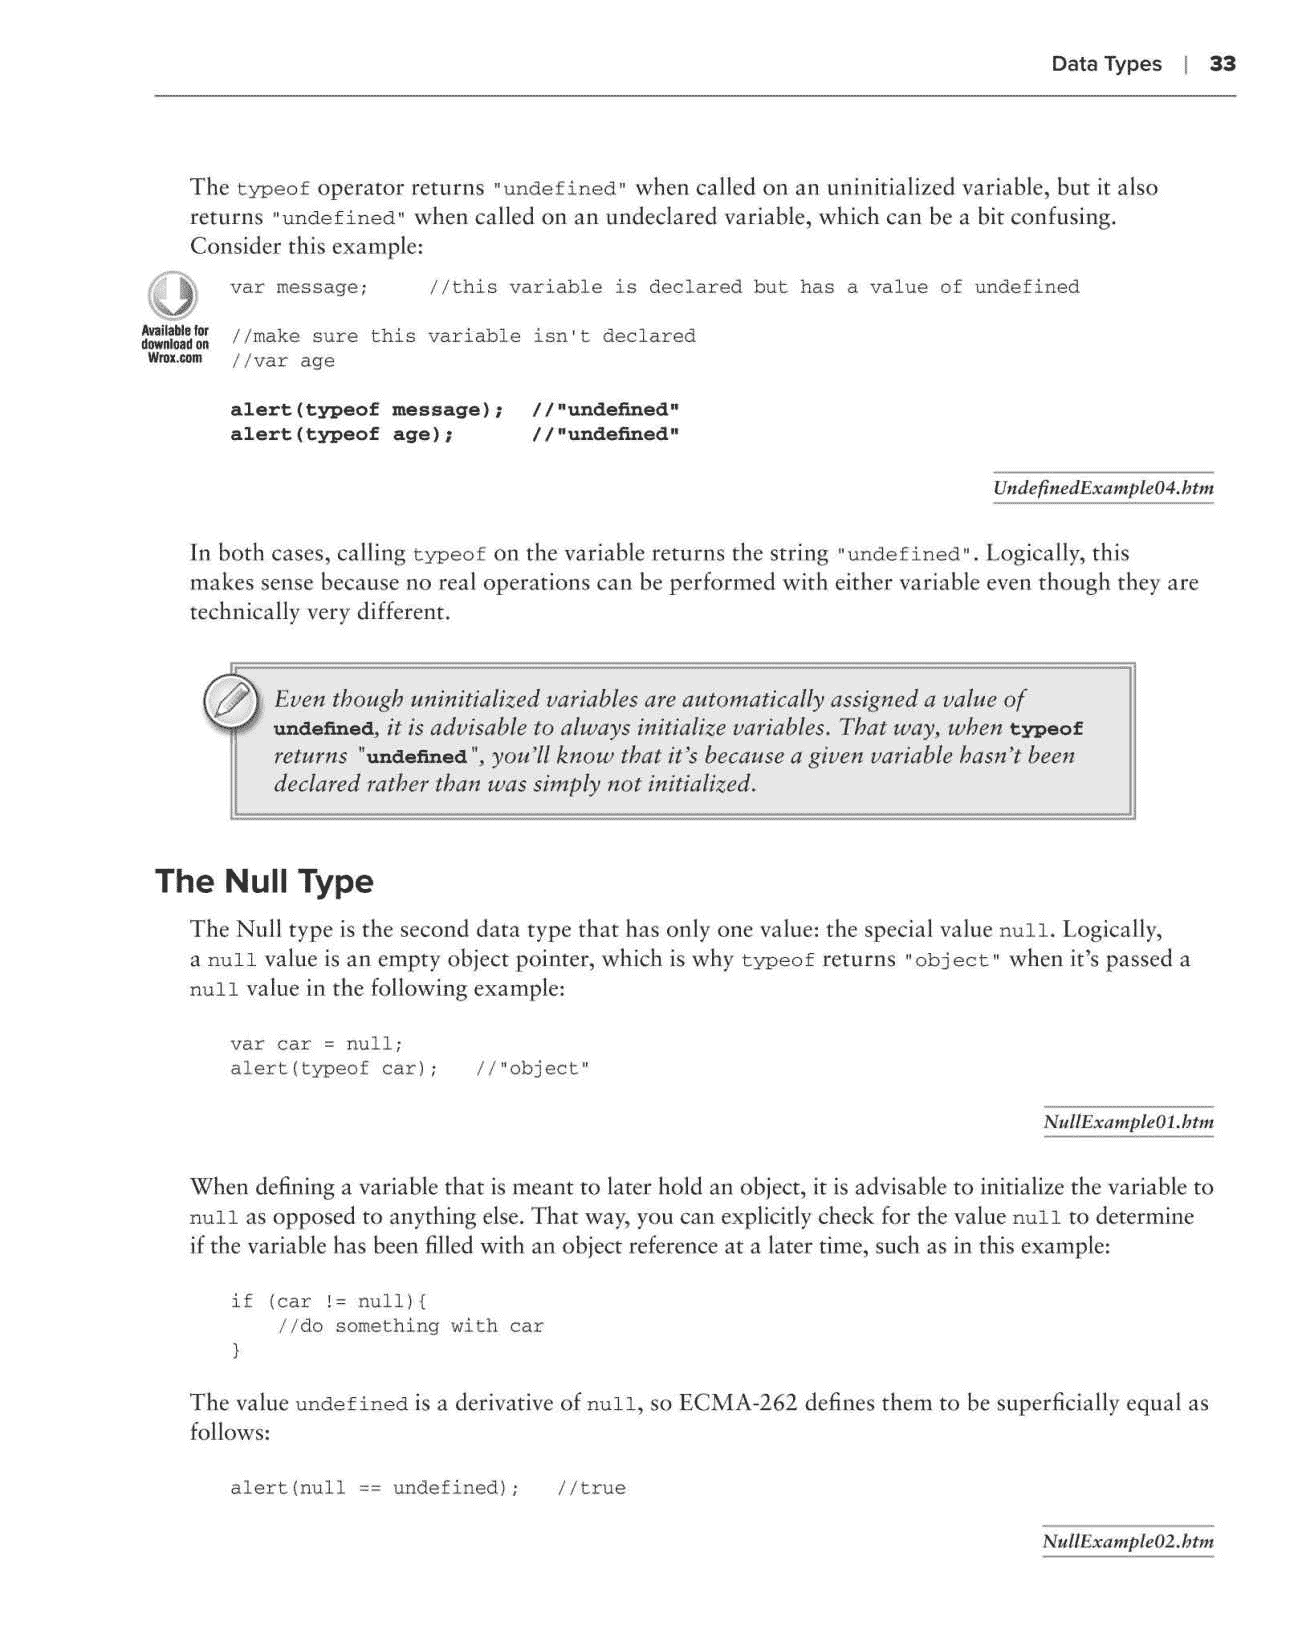 Data Types | 33
The typeof operator returns "undefined" when called on an uninitialized variable, but it also
returns "undefined" when called on an undeclared variable, which can be a bit confusing.
Consider this example:
var message;     //this variable is declared but has a value of undefined
Available for
download on
Wrox.com
//make sure this variable isn't declared
//var age
alert(typeof message);  //"undefined"
alert(typeof age);      //"undefined"
UndefinedExample04.htm
In both cases, calling typeof on the variable returns the string "undefined". Logically, this
makes sense because no real operations can be performed with either variable even though they are
technically very different.
Even though uninitialized variables are automatically assigned a value of
undefined, it is advisable to always initialize variables. That way, when typeof
returns "undefined", you'll know that it's because a given variable hasn't been
declared rather than was simply not initialized.
The Null Type
The Null type is the second data type that has only one value: the special value null. Logically,
a null value is an empty object pointer, which is why typeof returns "object" when it's passed a
null value in the following example:
var car = null;
alert(typeof car);   //"object"
NullExample01.htm
When defining a variable that is meant to later hold an object, it is advisable to initialize the variable to
null as opposed to anything else. That way, you can explicitly check for the value null to determine
if the variable has been filled with an object reference at a later time, such as in this example:
if (car != null){
    //do something with car
}
The value undefined is a derivative of null, so ECMA-262 defines them to be superficially equal as
follows:
alert(null == undefined);   //true
NullExample02.htm